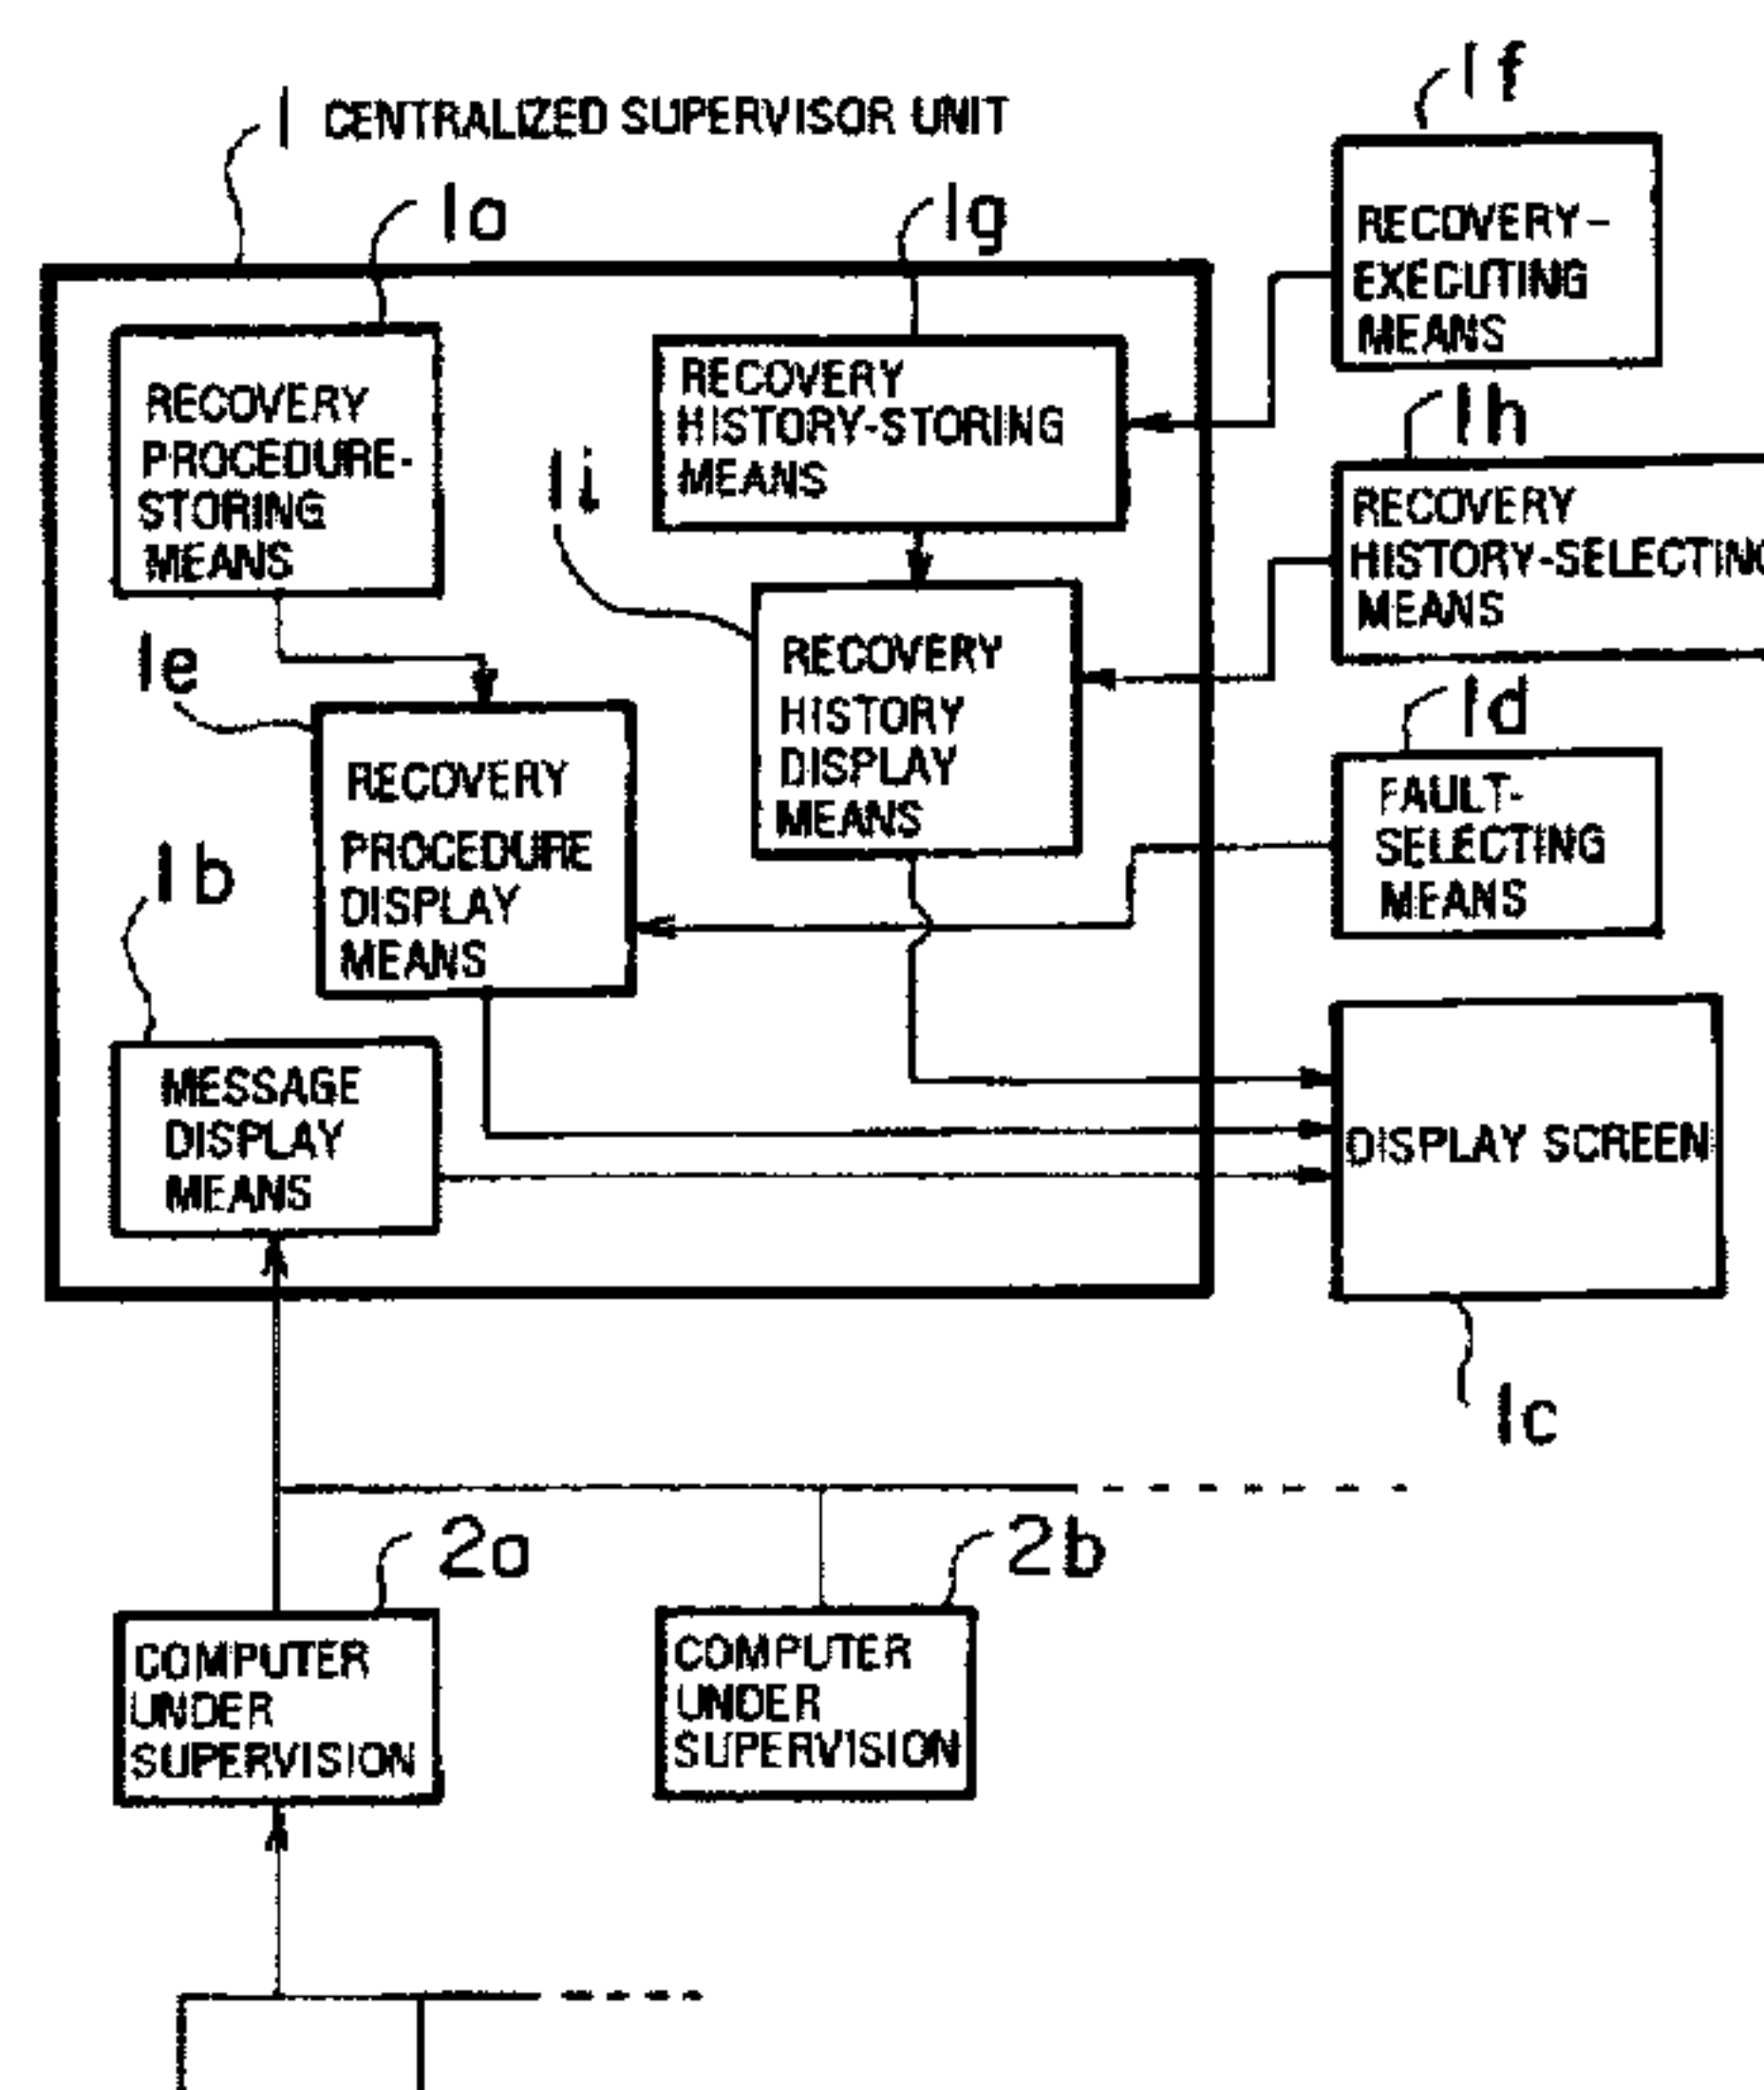 1 CENTRALIZED SUPERVISOR UNIT
1f
1a
1g
RECOVERY-
EXECUTING
MEANS
RECOVERY
PROCEDURE-
STORING
MEANS
RECOVERY
HISTORY-STORING
MEANS
1h
RECOVERY
HISTORY-SELECTING
MEANS
1i
1e
RECOVERY
HISTORY
DISPLAY
MEANS
1d
FAULT-
SELECTING
MEANS
RECOVERY
PROCEDURE
DISPLAY
MEANS
1b
MESSAGE
DISPLAY
MEANS
DISPLAY SCREEN
1c
2a
2b
COMPUTER
UNDER
SUPERVISION
COMPUTER
UNDER
SUPERVISION